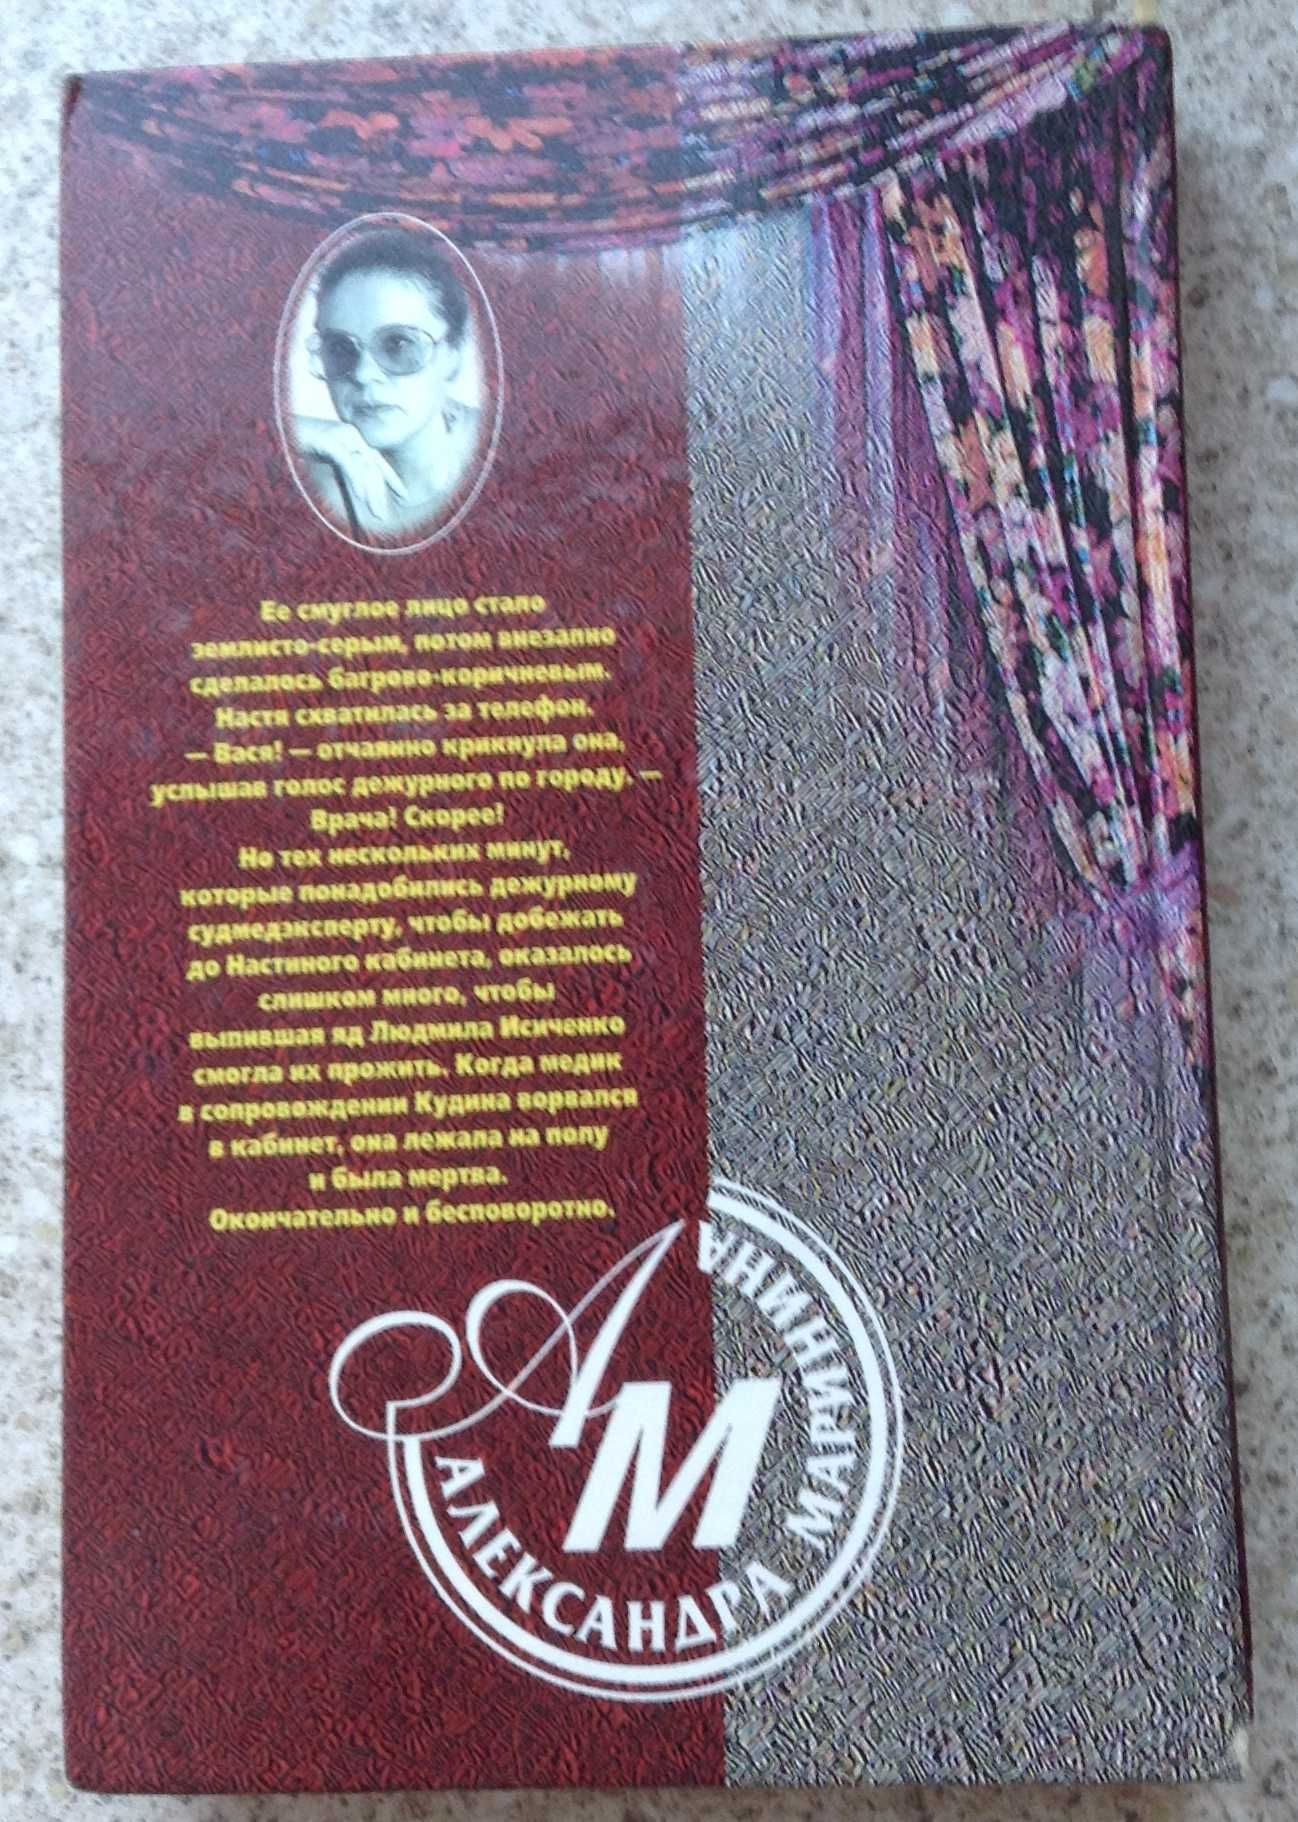 Ее смуглое лицо стало
землисто-серым, потом внезапно
сделалось багрово-коричневым.
Настя схватилась за телефон.
— Вася! — отчаянно крикнула она,
услышав голос дежурного по городу. —
Врача! Скорее!
Но тех нескольких минут,
которые понадобились дежурному
судмедэксперту, чтобы добежать
до Настиного кабинета, оказалось
слишком много, чтобы
выпившая яд Людмила Исиченко
смогла их прожить. Когда медик
в сопровождении Кудина ворвался
в кабинет, она лежала на полу
и была мертва.
Окончательно и бесповоротно.
АМ
АЛЕКСАНДРА МАРИНИНА